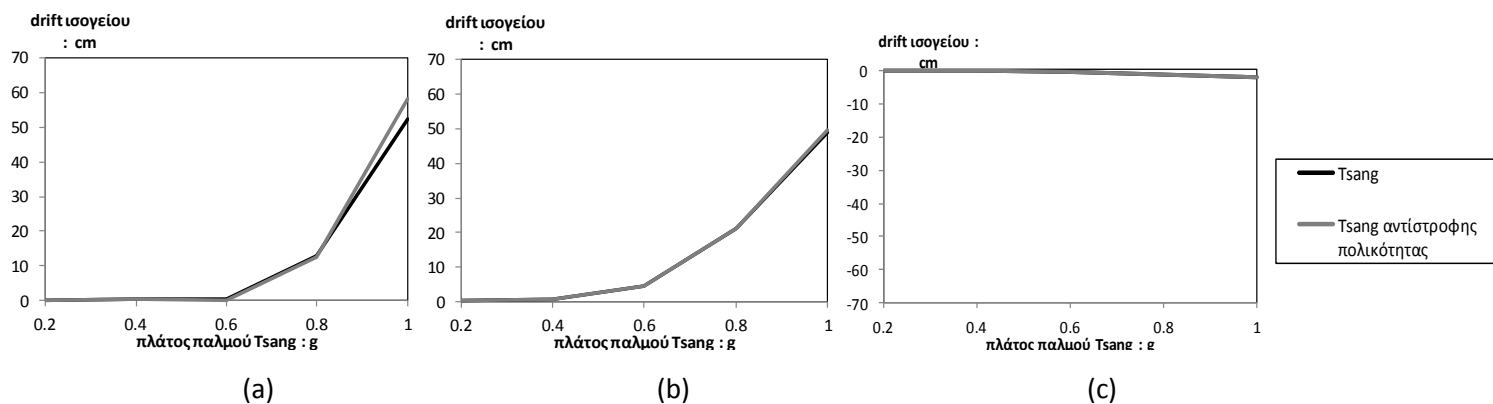 drift ισογείου
: cm
70
60
50
40
30
20
10
0
0.2 0.4 0.6 0.8 1
πλάτος παλμού Tsang : g
(a)
drift ισογείου
: cm
70
60
50
40
30
20
10
0
0.2 0.4 0.6 0.8 1
πλάτος παλμού Tsang : g
(b)
drift ισογείου :
cm
0
-10
-20
-30
-40
-50
-60
-70
0.2 0.4 0.6 0.8 1
πλάτος παλμού Tsang : g
(c)
Tsang
Tsang αντίστροφης
πολικότητας